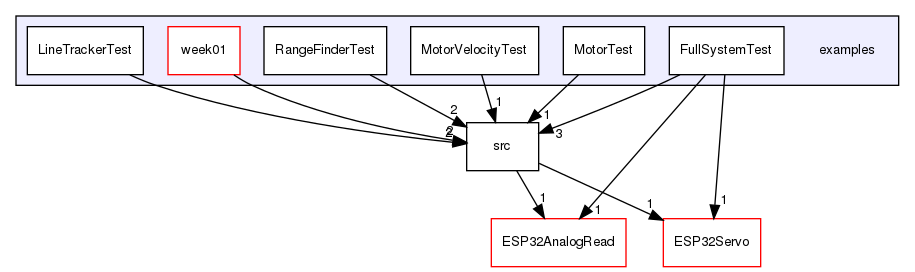 LineTrackerTest
week01
RangeFinderTest
MotorVelocityTest
MotorTest
FullSystemTest
examples
2
1
1
2
2
3
src
1
1
1
1
ESP32AnalogRead
ESP32Servo